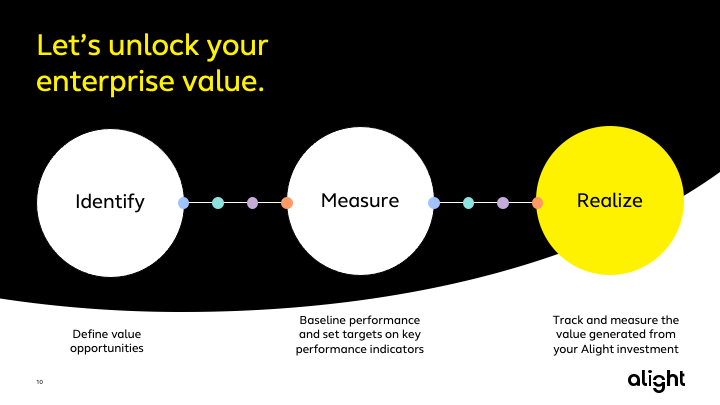 Let’s unlock your
enterprise value.
Identify
Measure
Realize
Define value
opportunities
Baseline performance
and set targets on key
performance indicators
Track and measure the
value generated from
your Alight investment
10
alight